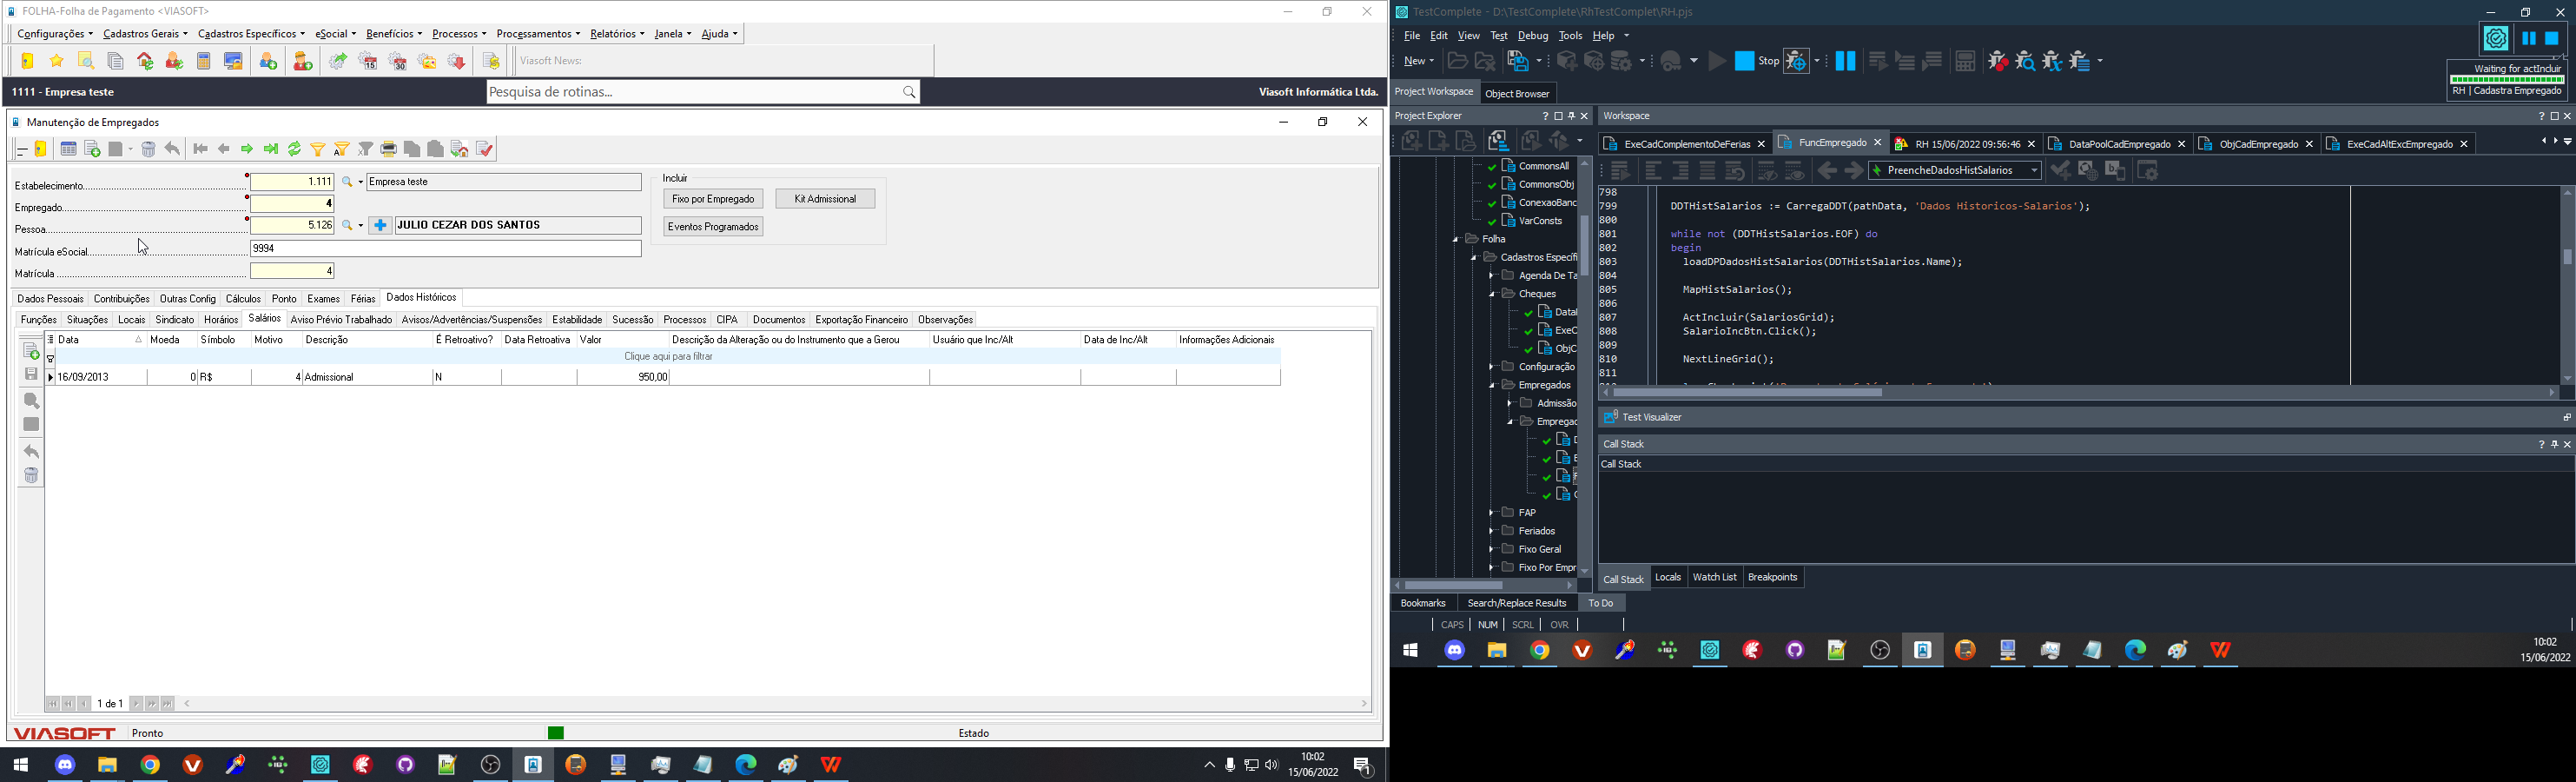 FOLHA-Folha de Pagamento <VIASOFT>
Configurações Cadastros Gerais Cadastros Específicos eSocial Benefícios Processos Processamentos Relatórios Janela Ajuda
Viasoft News:
1111 - Empresa teste
Pesquisa de rotinas...
Viasoft Informática Ltda.
Manutenção de Empregados
Estabelecimento 1.111 Empresa teste
Empregado 4
Pessoa 5.126 JULIO CEZAR DOS SANTOS
Matrícula eSocial 9994
Matrícula 4
Incluir
Fixo por Empregado Kit Admissional
Eventos Programados
Dados Pessoais Contribuições Outras Config Cálculos Ponto Exames Férias Dados Históricos
Funções Situações Locais Sindicato Horários Salários Aviso Prévio Trabalhado Avisos/Advertências/Suspensões Estabilidade Sucessão Processos CIPA Documentos Exportação Financeiro Observações
Data Moeda Símbolo Motivo Descrição É Retroativo? Data Retroativa Valor Descrição da Alteração ou do Instrumento que a Gerou Usuário que Inc/Alt Data de Inc/Alt Informações Adicionais
Clique aqui para filtrar
16/09/2013 0 R$ 4 Admissional N 950,00
1 de 1
VIASOFT Pronto Estado
10:02
15/06/2022
TestComplete - D:\TestComplete\RhTestComplet\RH.pjs
File Edit View Test Debug Tools Help
New Stop
Waiting for actIncluir
RH | Cadastra Empregado
Project Workspace Object Browser
Project Explorer
Workspace
ExeCadComplementoDeFerias FuncEmpregado RH 15/06/2022 09:56:46 DataPoolCadEmpregado ObjCadEmpregado ExeCadAltExcEmpregado
PreencheDadosHistSalarios
CommonsAll
CommonsObj
ConexaoBanc
VarConsts
Folha
Cadastros Especifi
Agenda De Ta
Cheques
Datal
ExeC
ObjC
Configuração
Empregados
Admissão
Empregac
FAP
Feriados
Fixo Geral
Fixo Por Empr
798
799 DDTHistSalarios := CarregaDDT(pathData, 'Dados Historicos-Salarios');
800
801 while not (DDTHistSalarios.EOF) do
802 begin
803 loadDPDadosHistSalarios(DDTHistSalarios.Name);
804
805 MapHistSalarios();
806
807 ActIncluir(SalariosGrid);
808 SalarioIncBtn.Click();
809
810 NextLineGrid();
811
Test Visualizer
Call Stack
Call Stack
Call Stack Locals Watch List Breakpoints
Bookmarks Search/Replace Results To Do
CAPS NUM SCRL OVR
10:02
15/06/2022